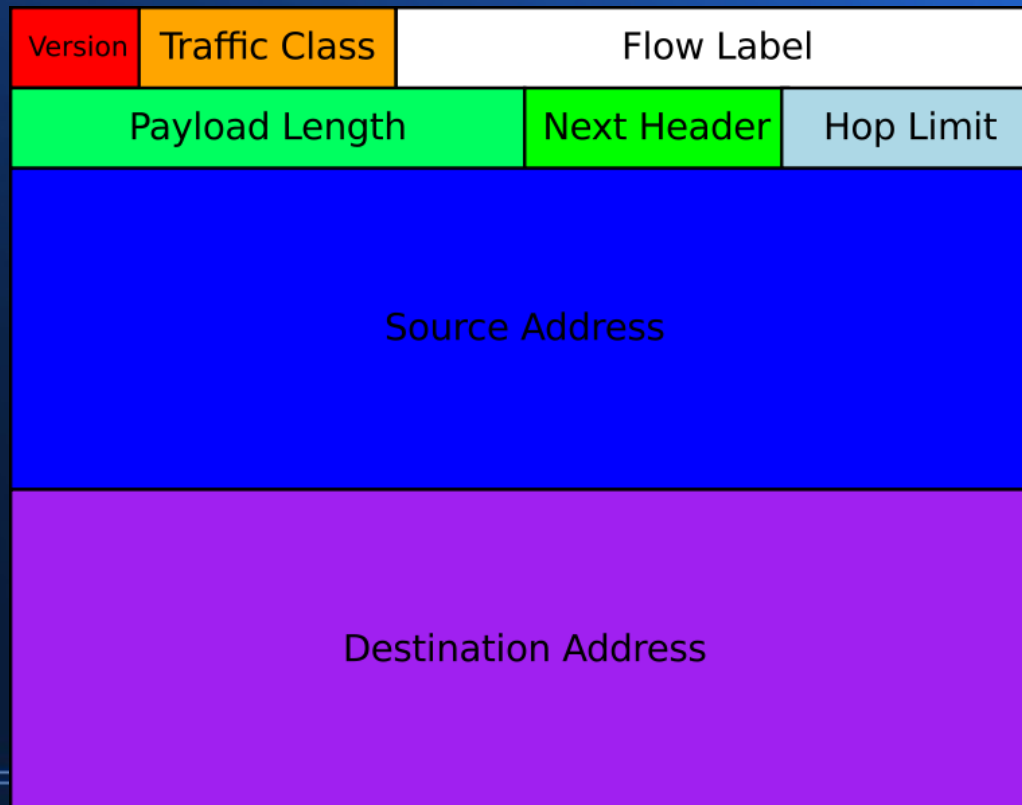 Version Traffic Class Flow Label
Payload Length Next Header Hop Limit
Source Address
Destination Address